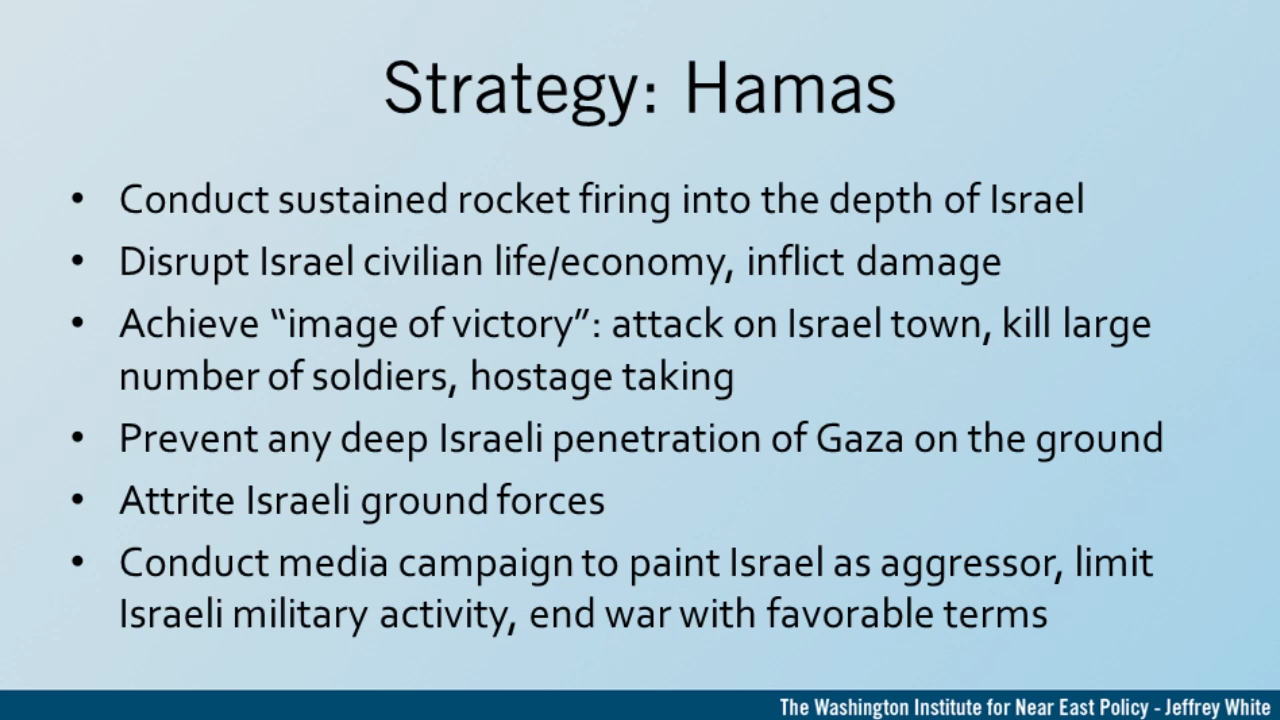 Strategy: Hamas
• Conduct sustained rocket firing into the depth of Israel
• Disrupt Israel civilian life/economy, inflict damage
• Achieve “image of victory”: attack on Israel town, kill large
number of soldiers, hostage taking
• Prevent any deep Israeli penetration of Gaza on the ground
• Attrite Israeli ground forces
• Conduct media campaign to paint Israel as aggressor, limit
Israeli military activity, end war with favorable terms
The Washington Institute for Near East Policy - Jeffrey White